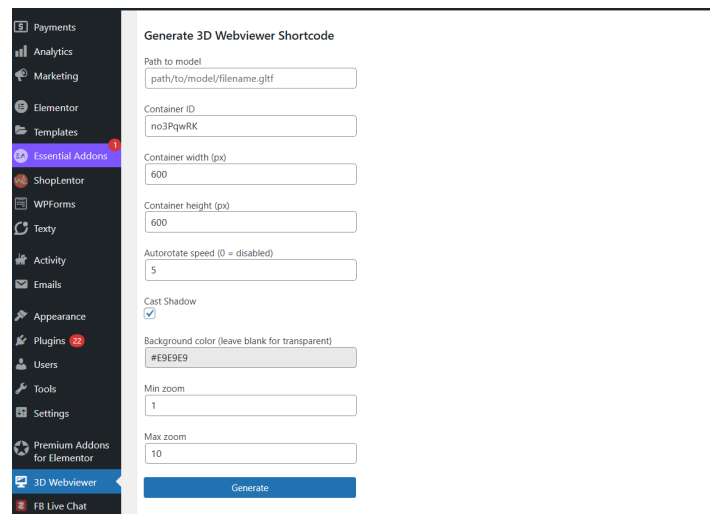 Payments
Analytics
Marketing
Elementor
Templates
1
Essential Addons
ShopLentor
WPForms
Texty
Activity
Emails
Appearance
Plugins 22
Users
Tools
Settings
Premium Addons
for Elementor
3D Webviewer
FB Live Chat
Generate 3D Webviewer Shortcode
Path to model
path/to/model/filename.gltf
Container ID
no3PqwRK
Container width (px)
600
Container height (px)
600
Autorotate speed (0 = disabled)
5
Cast Shadow
Background color (leave blank for transparent)
#E9E9E9
Min zoom
1
Max zoom
10
Generate